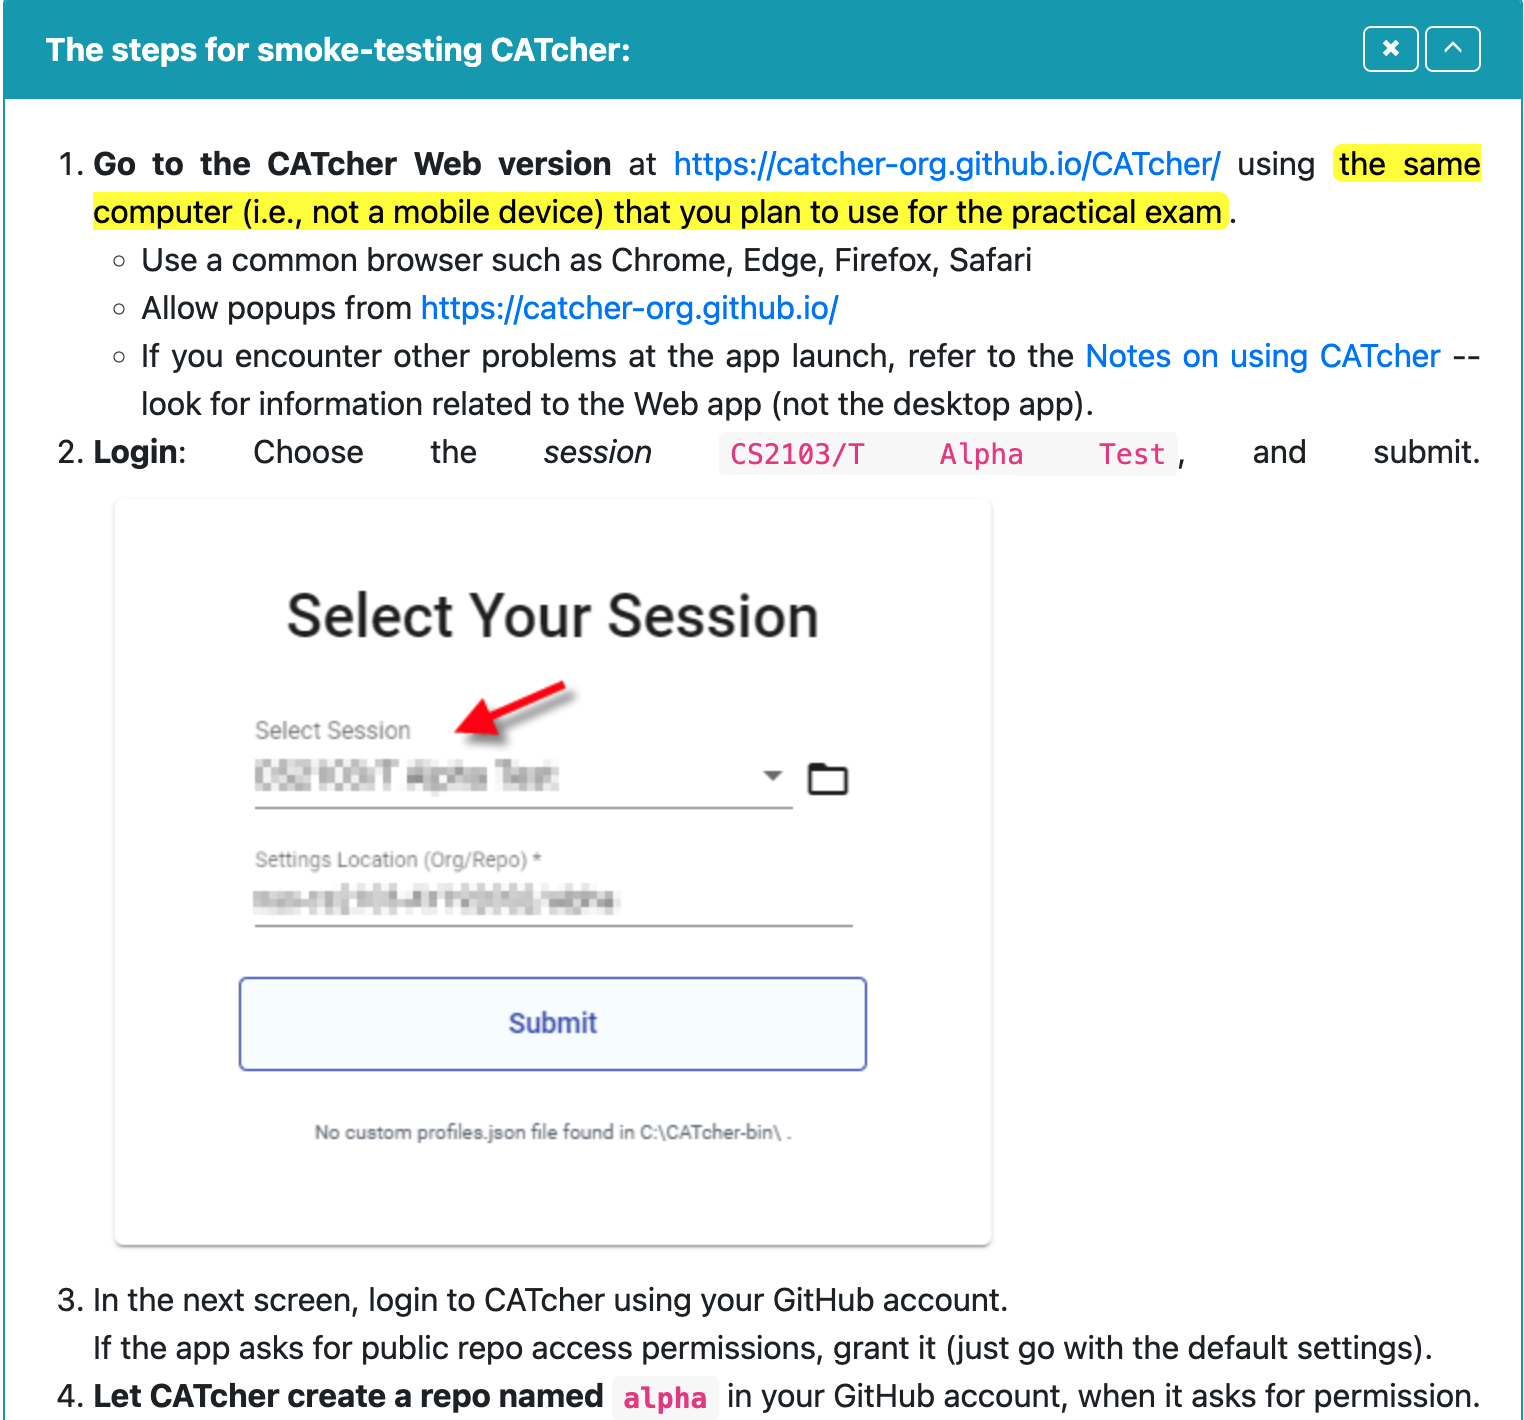 The steps for smoke-testing CATcher:
1. Go to the CATcher Web version at https://catcher-org.github.io/CATcher/ using the same
computer (i.e., not a mobile device) that you plan to use for the practical exam.
Use a common browser such as Chrome, Edge, Firefox, Safari
Allow popups from https://catcher-org.github.io/
If you encounter other problems at the app launch, refer to the Notes on using CATcher --
look for information related to the Web app (not the desktop app).
2. Login: Choose the session CS2103/T Alpha Test, and submit.
Select Your Session
Select Session
Settings Location (Org/Repo) *
Submit
No custom profiles.json file found in C:\CATcher-bin\ .
3. In the next screen, login to CATcher using your GitHub account.
If the app asks for public repo access permissions, grant it (just go with the default settings).
4. Let CATcher create a repo named alpha in your GitHub account, when it asks for permission.